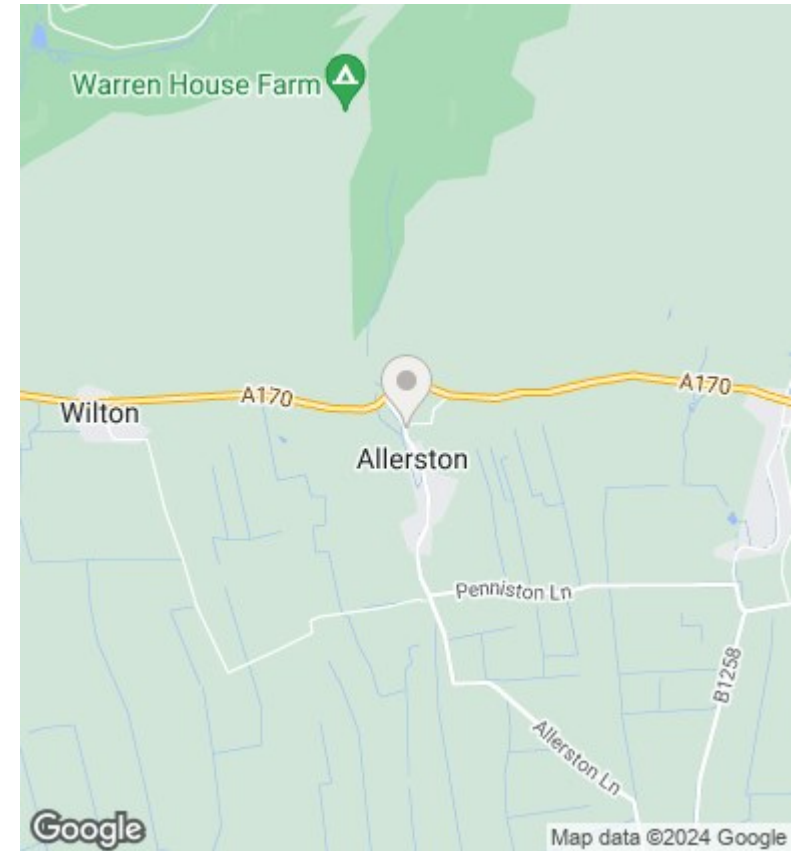 Warren House Farm
A170
A170
Wilton
Allerston
Penniston Ln
B1258
Allerston Ln
Google
Map data ©2024 Google